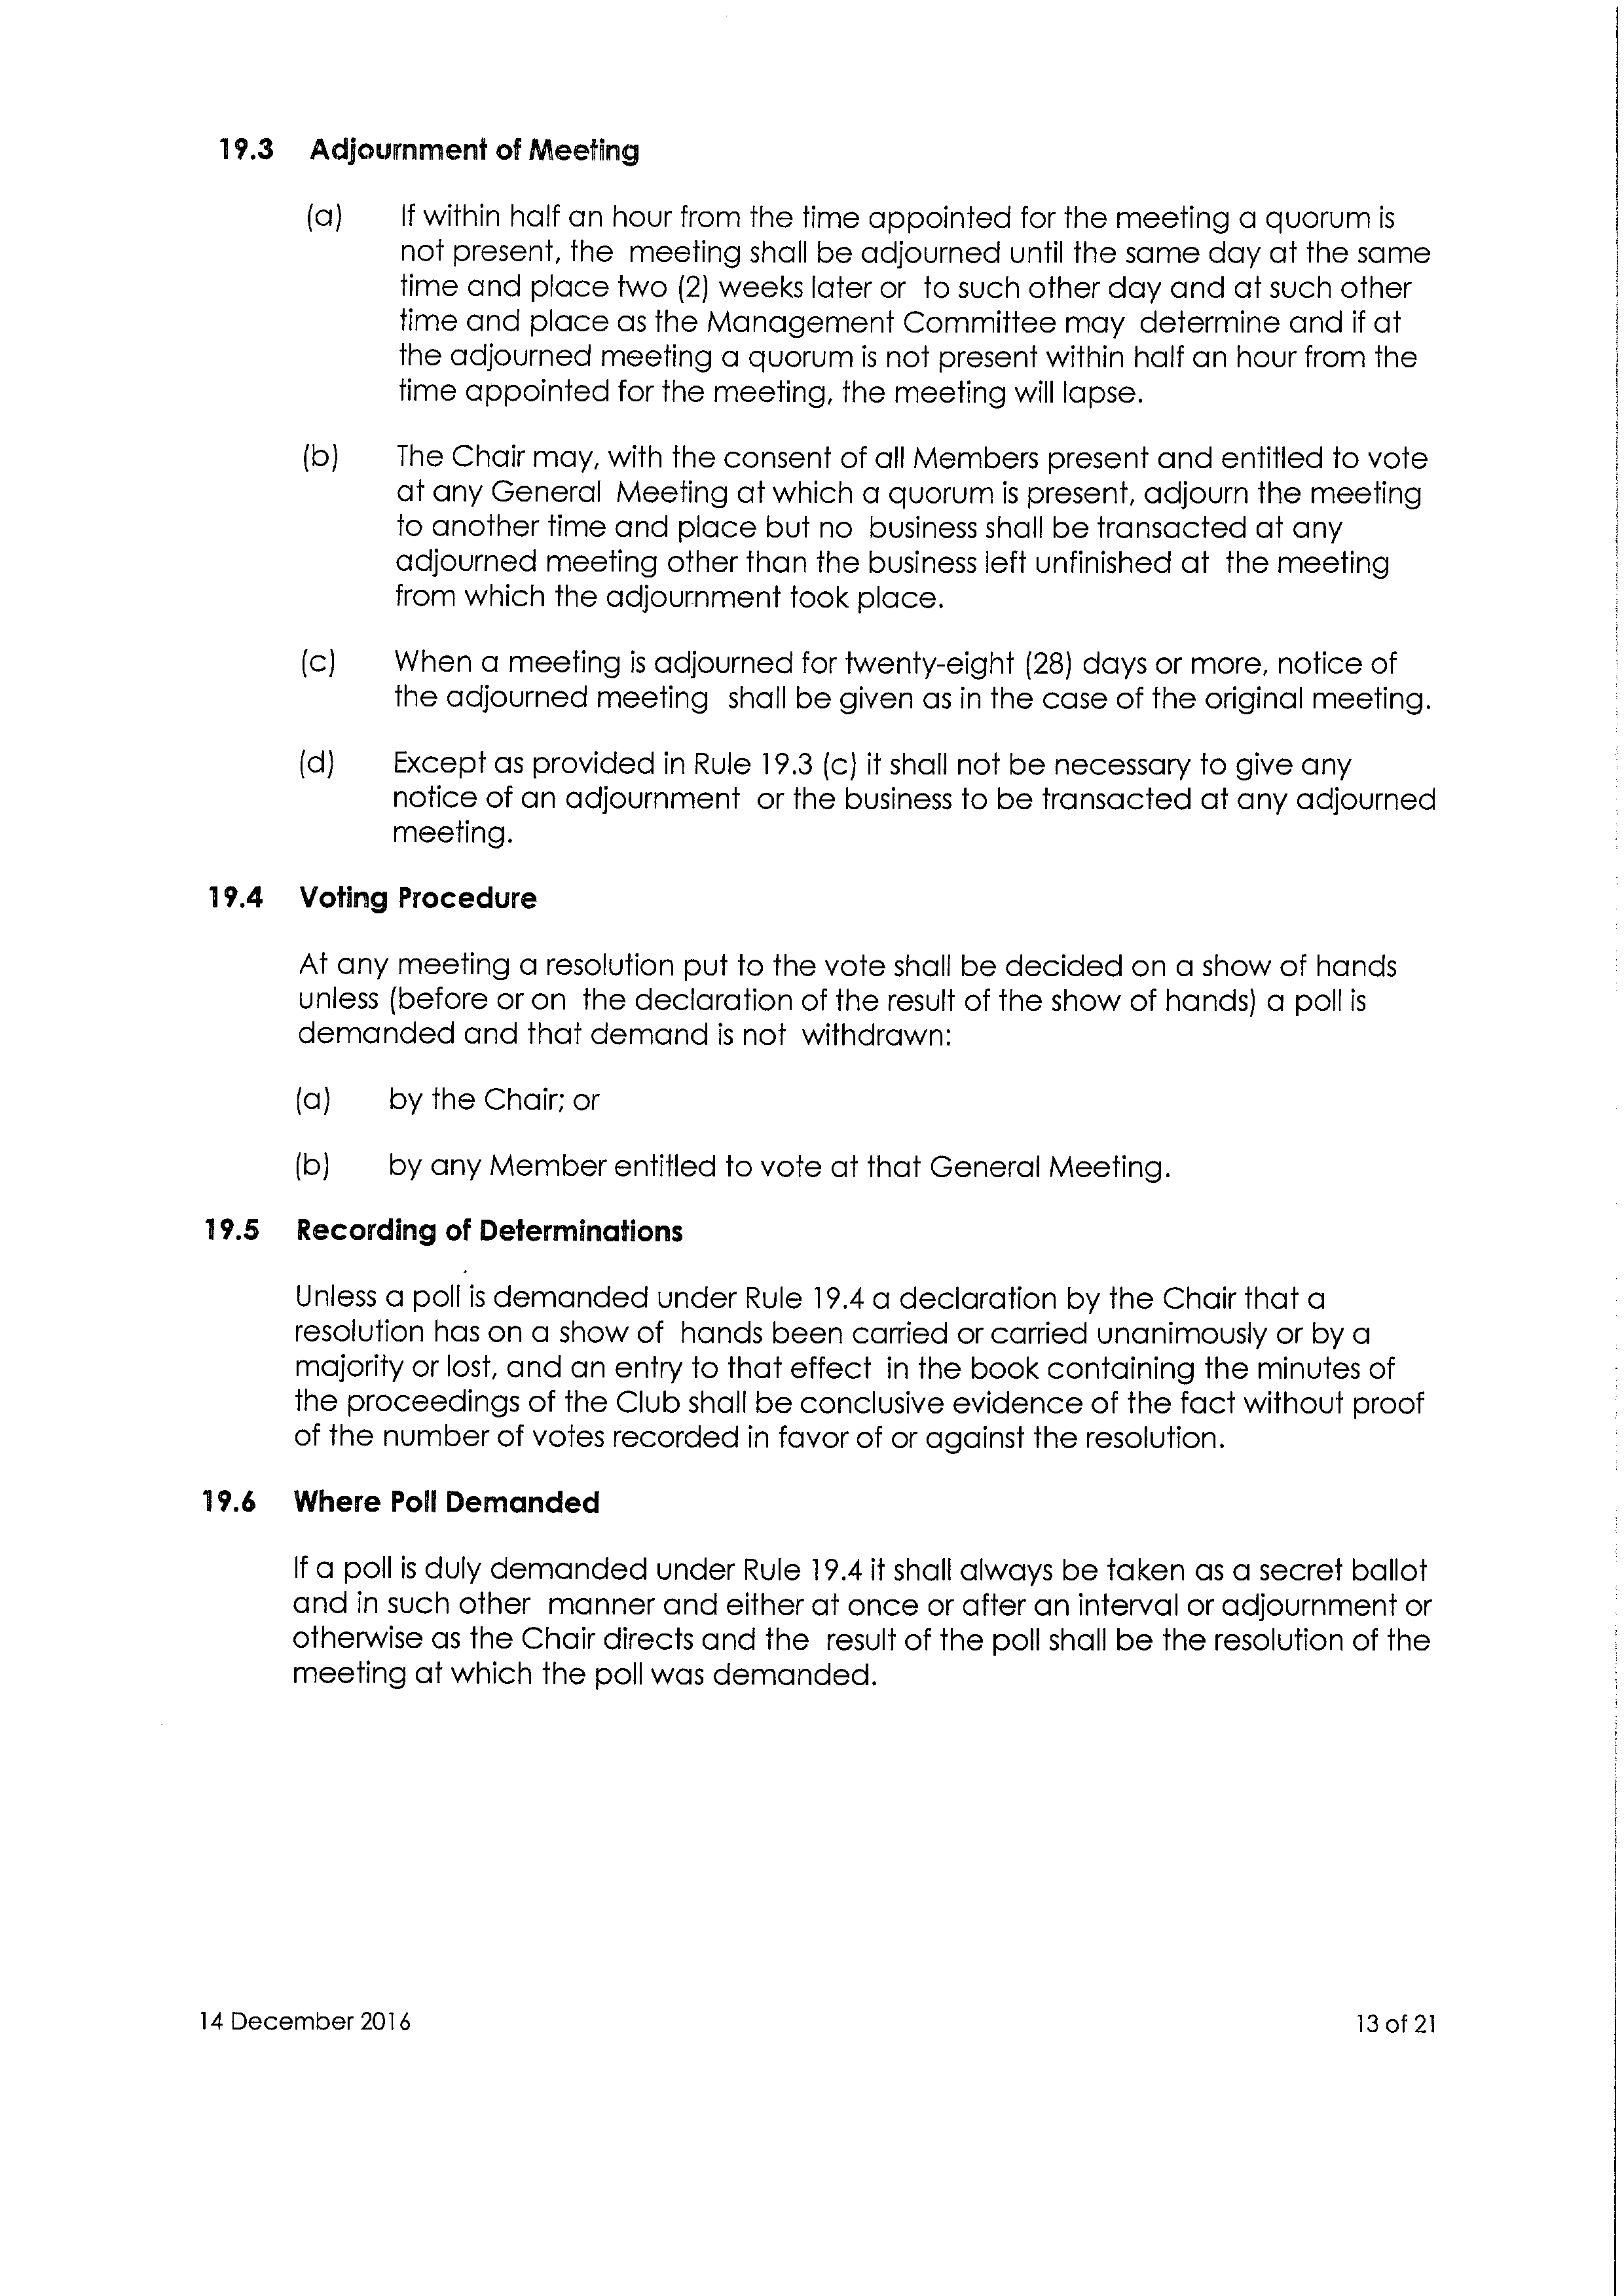 19.3 Adjournment of Meeting
(a) If within half an hour from the time appointed for the meeting a quorum is
not present, the meeting shall be adjourned until the same day at the same
time and place two (2) weeks later or to such other day and at such other
time and place as the Management Committee may determine and if at
the adjourned meeting a quorum is not present within half an hour from the
time appointed for the meeting, the meeting will lapse.
(b) The Chair may, with the consent of all Members present and entitled to vote
at any General Meeting at which a quorum is present, adjourn the meeting
to another time and place but no business shall be transacted at any
adjourned meeting other than the business left unfinished at the meeting
from which the adjournment took place.
(c) When a meeting is adjourned for twenty-eight (28) days or more, notice of
the adjourned meeting shall be given as in the case of the original meeting.
(d) Except as provided in Rule 19.3 (c) it shall not be necessary to give any
notice of an adjournment or the business to be transacted at any adjourned
meeting.
19.4 Voting Procedure
At any meeting a resolution put to the vote shall be decided on a show of hands
unless (before or on the declaration of the result of the show of hands) a poll is
demanded and that demand is not withdrawn:
(a) by the Chair; or
(b) by any Member entitled to vote at that General Meeting.
19.5 Recording of Determinations
Unless a poll is demanded under Rule 19.4 a declaration by the Chair that a
resolution has on a show of hands been carried or carried unanimously or by a
majority or lost, and an entry to that effect in the book containing the minutes of
the proceedings of the Club shall be conclusive evidence of the fact without proof
of the number of votes recorded in favor of or against the resolution.
19.6 Where Poll Demanded
If a poll is duly demanded under Rule 19.4 it shall always be taken as a secret ballot
and in such other manner and either at once or after an interval or adjournment or
otherwise as the Chair directs and the result of the poll shall be the resolution of the
meeting at which the poll was demanded.
14 December 2016
13 of 21